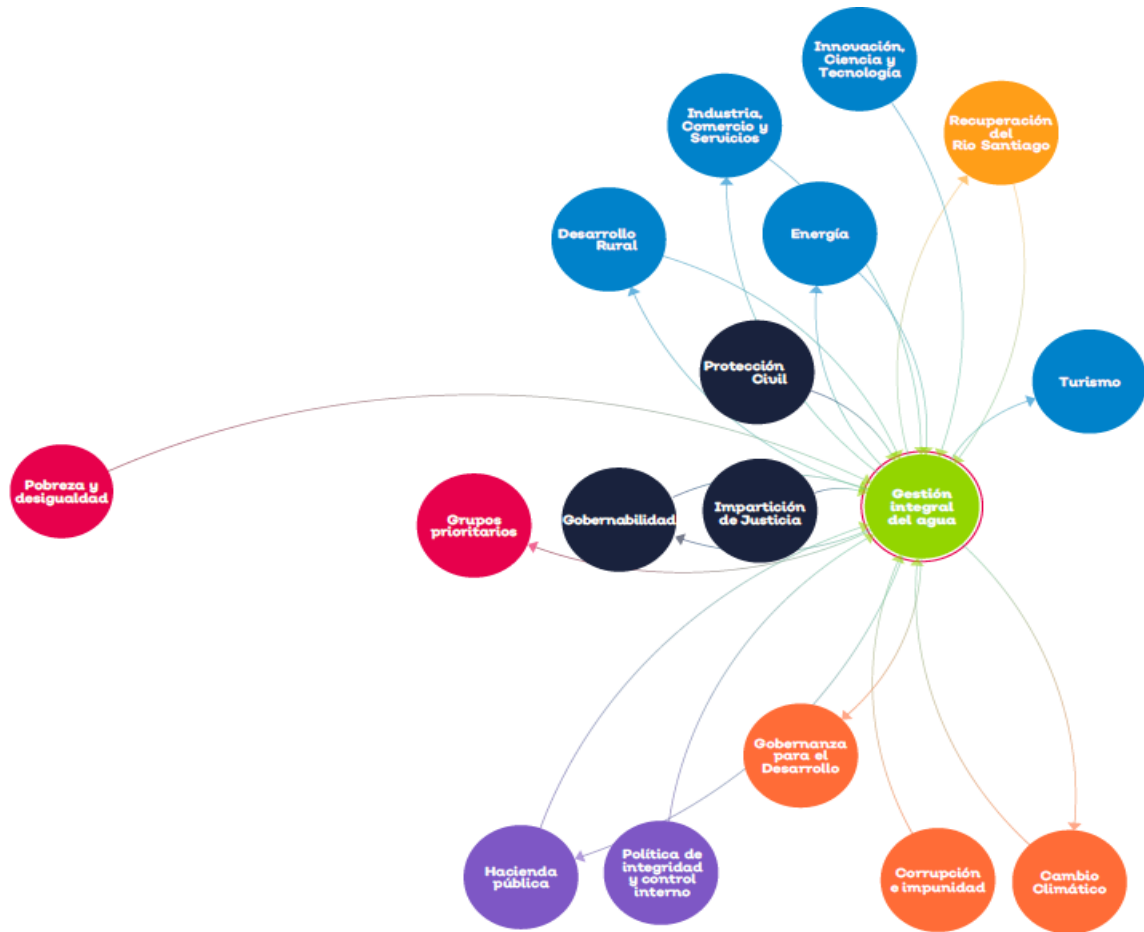 Innovación,
Ciencia y
Tecnología
Industria,
Comercio y
Servicios
Recuperación
del
Rio Santiago
Desarrollo
Rural
Energía
Protección
Civil
Turismo
Pobreza y
desigualdad
Grupos
prioritarios
Gobernabilidad
Impartición
de Justicia
Gestión
integral
del agua
Gobernanza
para el
Desarrollo
Hacienda
pública
Política de
integridad
y control
interno
Corrupción
e impunidad
Cambio
Climático